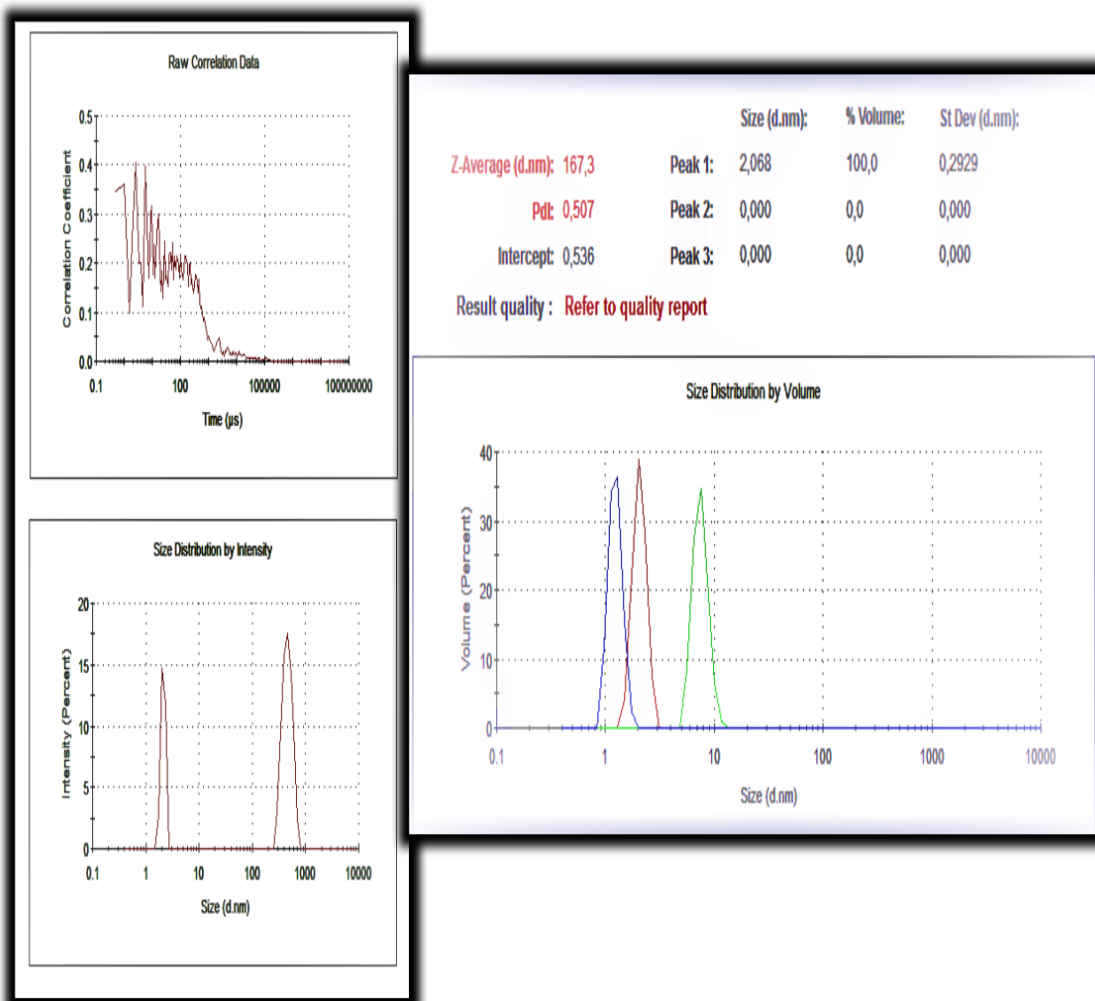 Raw Correlation Data
0.5
0.4
0.3
0.2
0.1
0.0
Correlation Coefficient
0.1 100 100000 100000000
Time (µs)
Size Distribution by Intensity
20
15
10
5
0
Intensity (Percent)
0.1 1 10 100 1000 10000
Size (d.nm)
Size (d.nm): % Volume: St Dev (d.nm):
Z-Average (d.nm): 167,3 Peak 1: 2,068 100,0 0,2929
PdI: 0,507 Peak 2: 0,000 0,0 0,000
Intercept: 0,536 Peak 3: 0,000 0,0 0,000
Result quality : Refer to quality report
Size Distribution by Volume
40
30
20
10
0
Volume (Percent)
0.1 1 10 100 1000 10000
Size (d.nm)